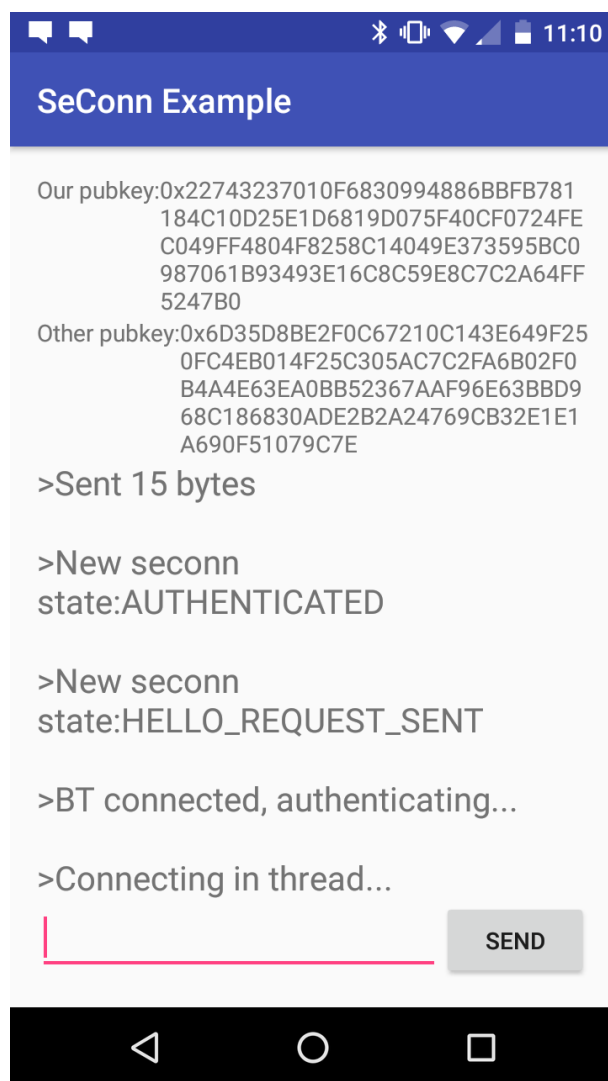 11:10
SeConn Example
Our pubkey:0x22743237010F6830994886BBFB781
184C10D25E1D6819D075F40CF0724FE
C049FF4804F8258C14049E373595BC0
987061B93493E16C8C59E8C7C2A64FF
5247B0
Other pubkey:0x6D35D8BE2F0C67210C143E649F25
0FC4EB014F25C305AC7C2FA6B02F0
B4A4E63EA0BB52367AAF96E63BBD9
68C186830ADE2B2A24769CB32E1E1
A690F51079C7E
>Sent 15 bytes
>New seconn
state:AUTHENTICATED
>New seconn
state:HELLO_REQUEST_SENT
>BT connected, authenticating...
>Connecting in thread...
SEND